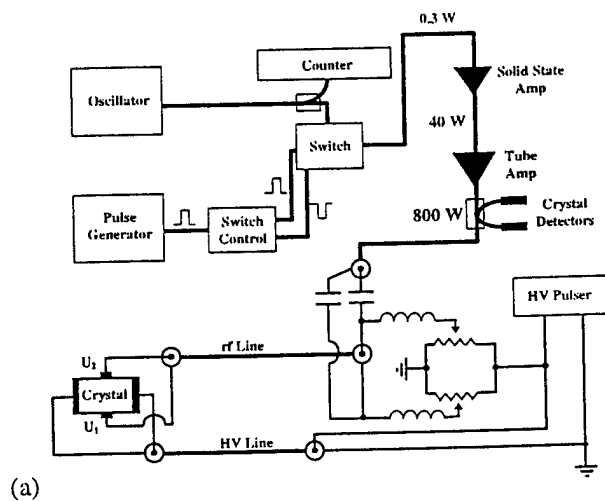 0.3 W
Counter
Oscillator
Solid State
Amp
40 W
Switch
Tube
Amp
Pulse
Generator
Switch
Control
800 W
Crystal
Detectors
HV Pulser
rf Line
U2
Crystal
U1
HV Line
(a)